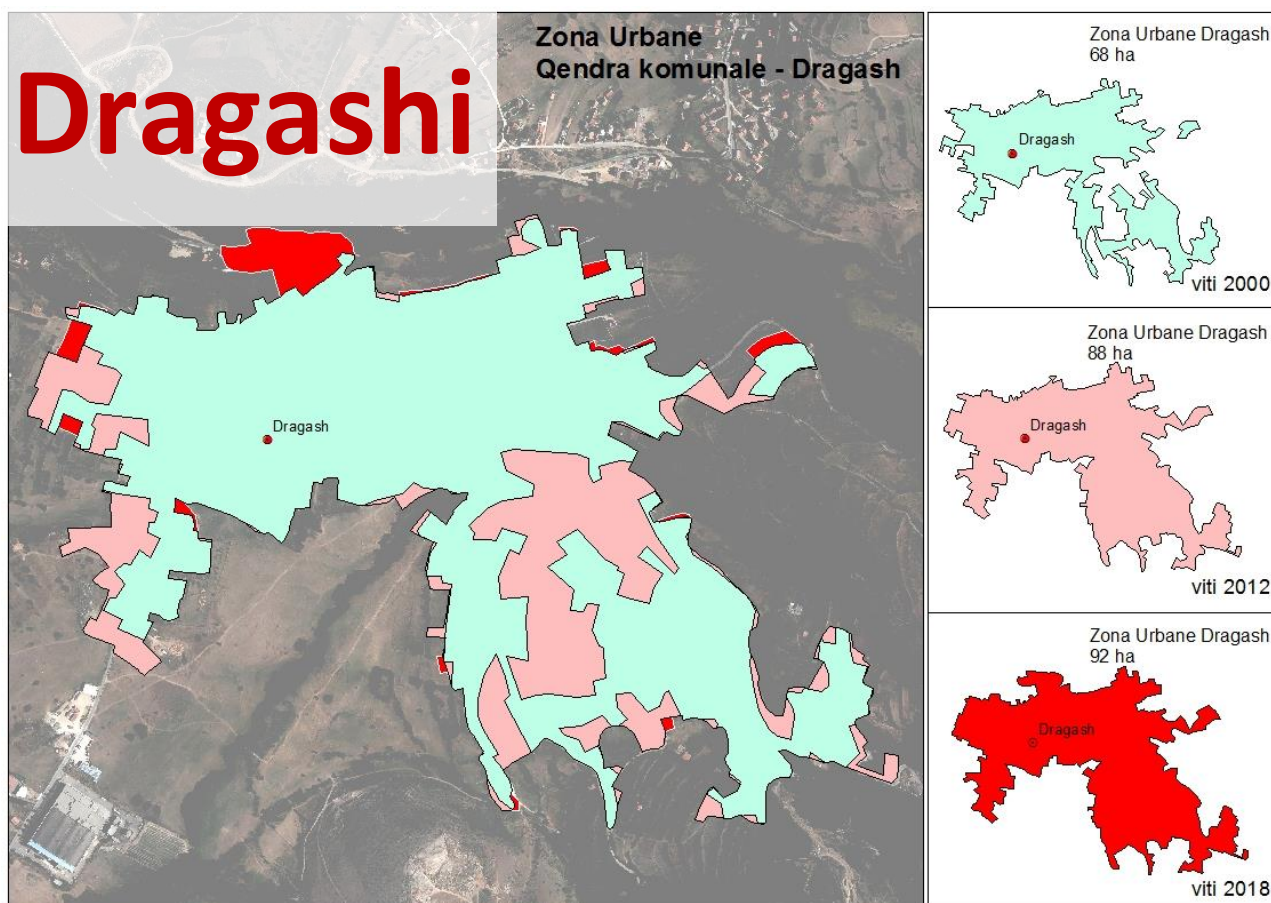 Dragashi
Zona Urbane
Qendra komunale - Dragash
Dragash
Zona Urbane Dragash
68 ha
Dragash
viti 2000
Zona Urbane Dragash
88 ha
Dragash
viti 2012
Zona Urbane Dragash
92 ha
Dragash
viti 2018